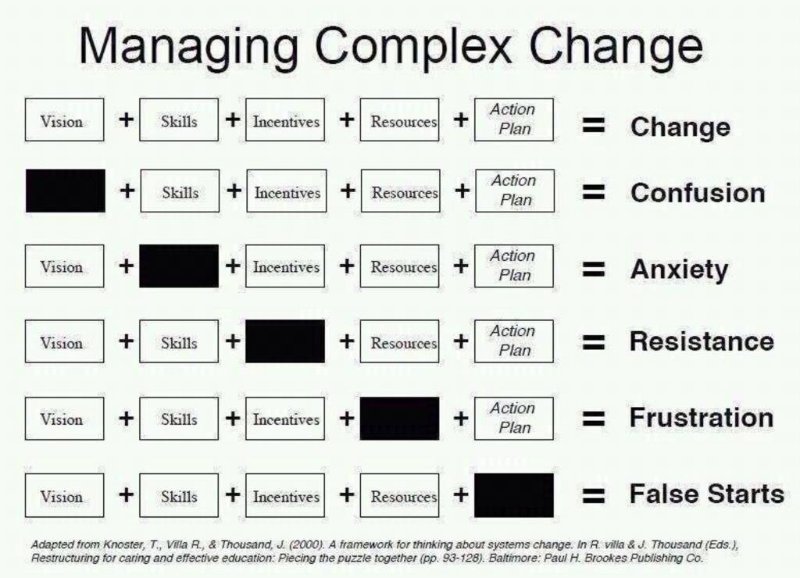 Managing Complex Change
Vision + Skills + Incentives + Resources + Action Plan = Change
+ Skills + Incentives + Resources + Action Plan = Confusion
Vision + + Incentives + Resources + Action Plan = Anxiety
Vision + Skills + + Resources + Action Plan = Resistance
Vision + Skills + Incentives + + Action Plan = Frustration
Vision + Skills + Incentives + Resources + = False Starts
Adapted from Knoster, T., Villa R., & Thousand, J. (2000). A framework for thinking about systems change. In R. villa & J. Thousand (Eds.),
Restructuring for caring and effective education: Piecing the puzzle together (pp. 93-128). Baltimore: Paul H. Brookes Publishing Co.